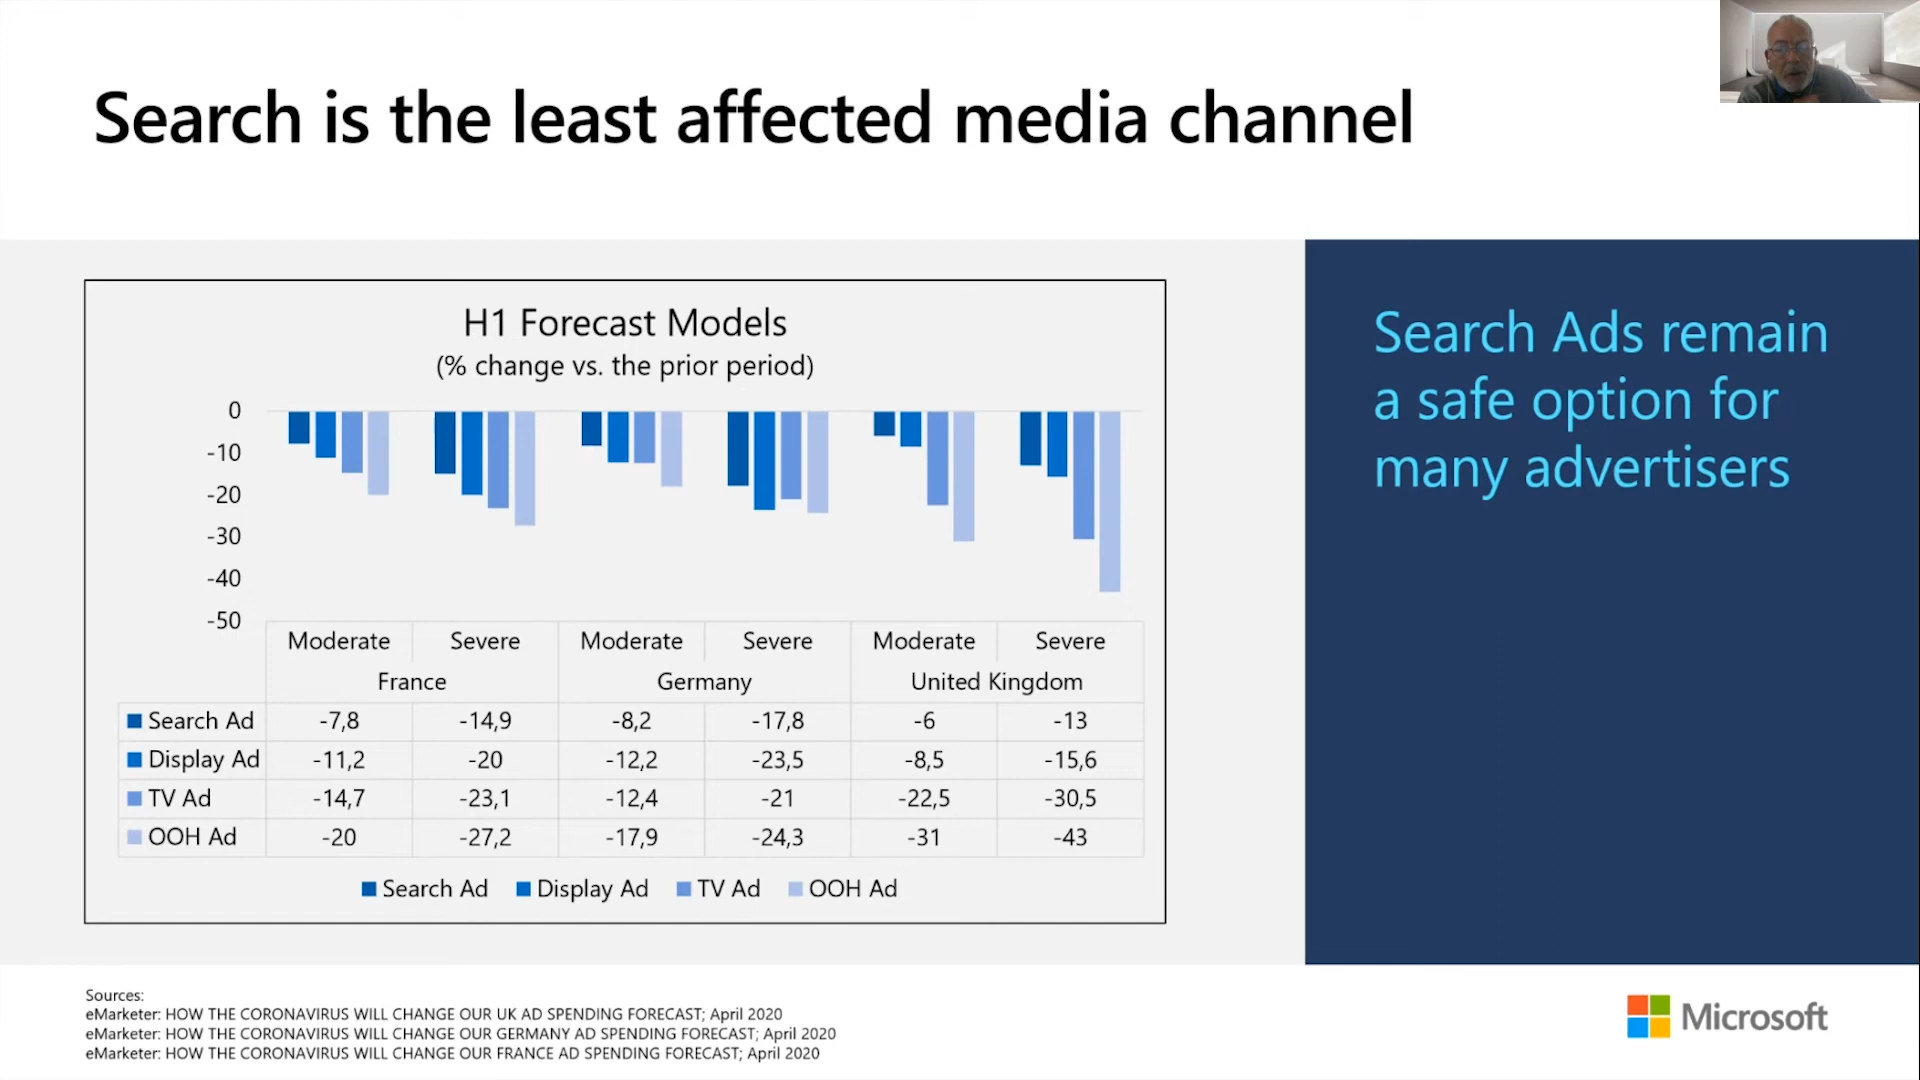 Search is the least affected media channel
H1 Forecast Models
(% change vs. the prior period)
0
-10
-20
-30
-40
-50
Moderate Severe Moderate Severe Moderate Severe
France Germany United Kingdom
Search Ad -7,8 -14,9 -8,2 -17,8 -6 -13
Display Ad -11,2 -20 -12,2 -23,5 -8,5 -15,6
TV Ad -14,7 -23,1 -12,4 -21 -22,5 -30,5
OOH Ad -20 -27,2 -17,9 -24,3 -31 -43
Search Ad Display Ad TV Ad OOH Ad
Search Ads remain
a safe option for
many advertisers
Sources:
eMarketer: HOW THE CORONAVIRUS WILL CHANGE OUR UK AD SPENDING FORECAST; April 2020
eMarketer: HOW THE CORONAVIRUS WILL CHANGE OUR GERMANY AD SPENDING FORECAST; April 2020
eMarketer: HOW THE CORONAVIRUS WILL CHANGE OUR FRANCE AD SPENDING FORECAST; April 2020
Microsoft